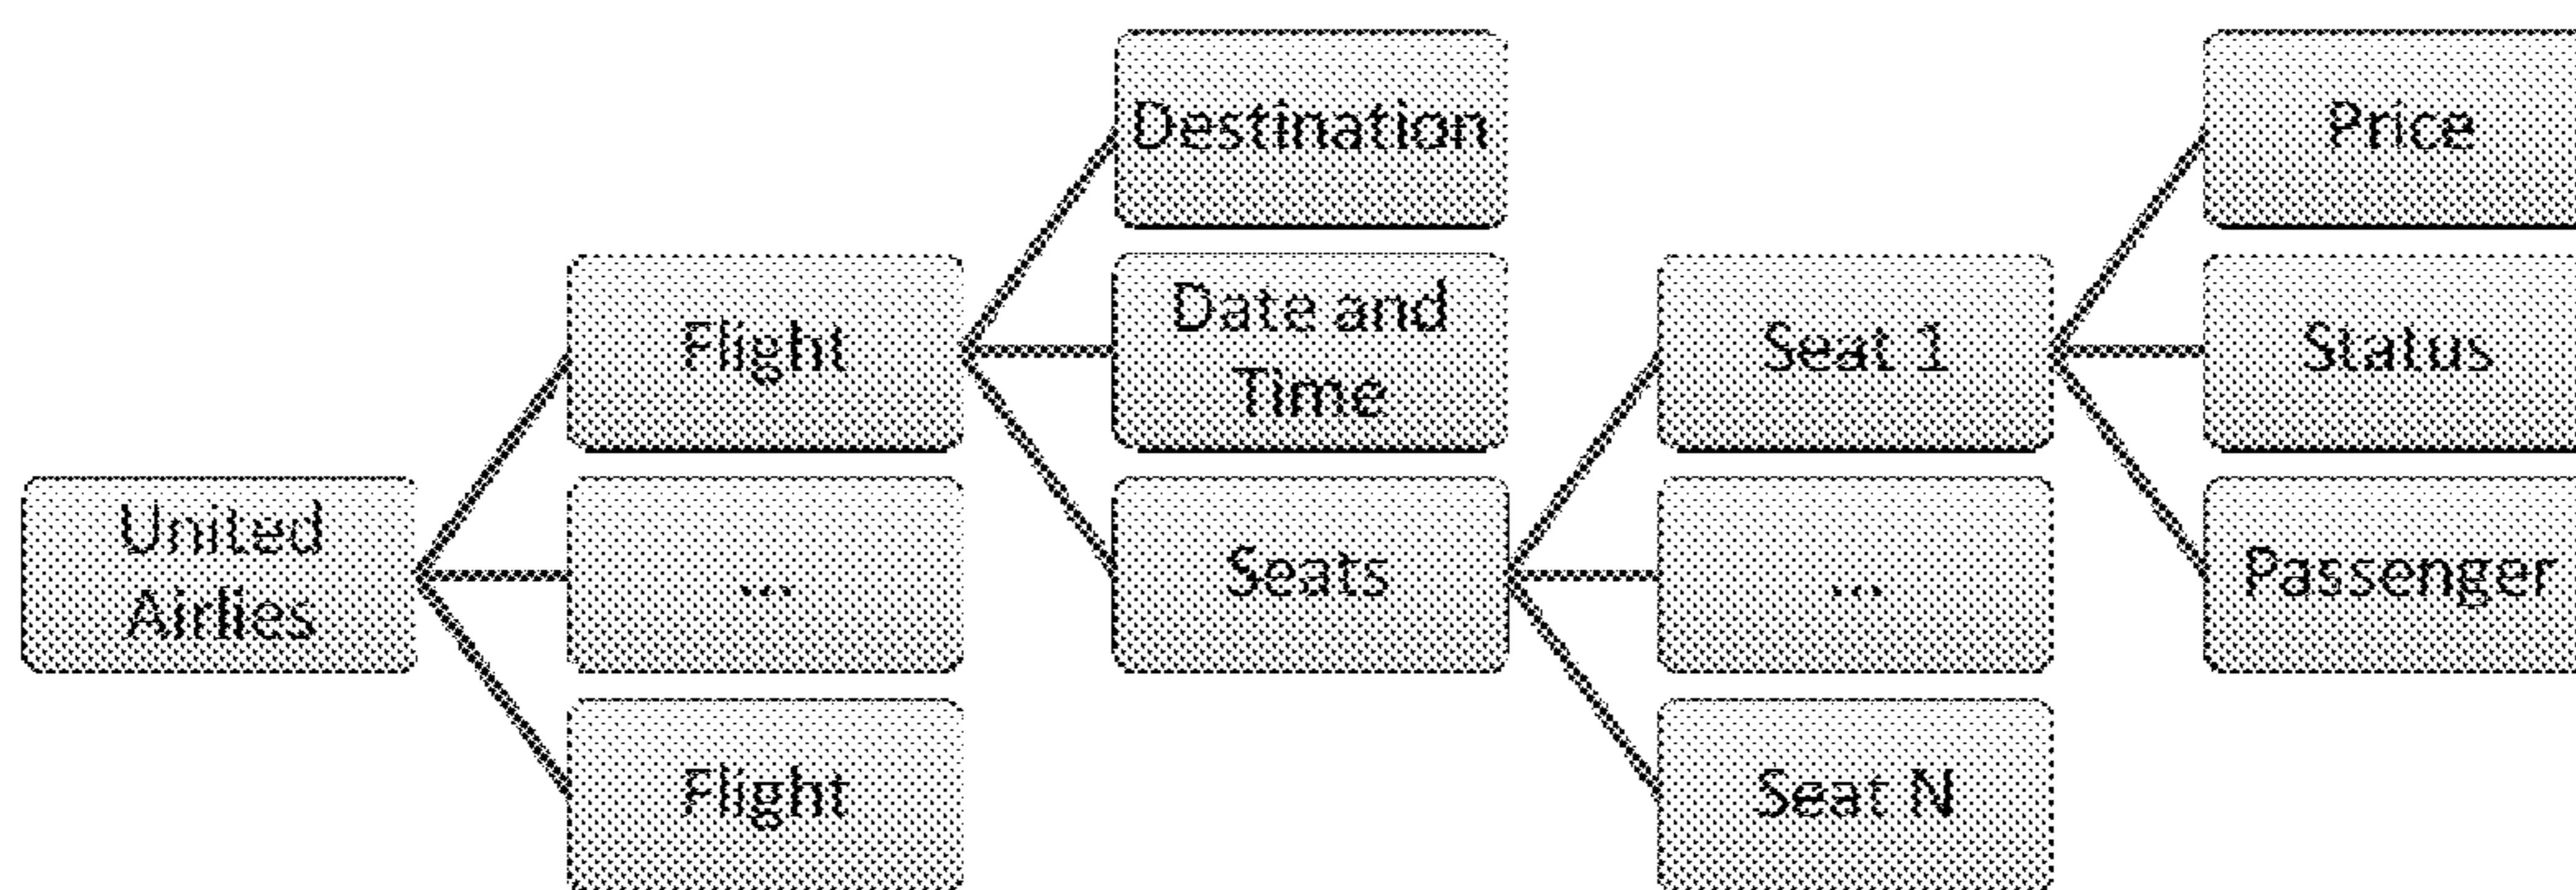 United
Airlies
Flight
...
Flight
Destination
Date and
Time
Seats
Seat 1
...
Seat N
Price
Status
Passenger